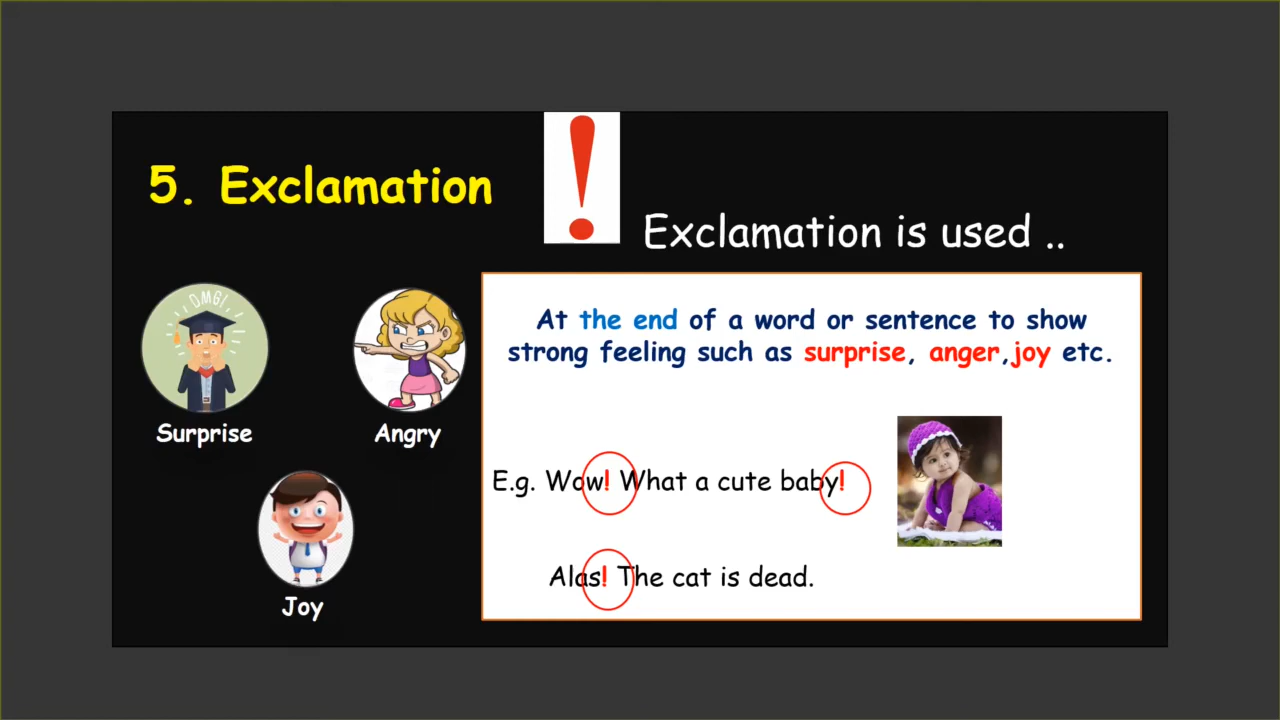 5. Exclamation
!
Exclamation is used ..
OMG!
Surprise
Angry
Joy
At the end of a word or sentence to show
strong feeling such as surprise, anger,joy etc.
E.g. Wow! What a cute baby!
Alas! The cat is dead.